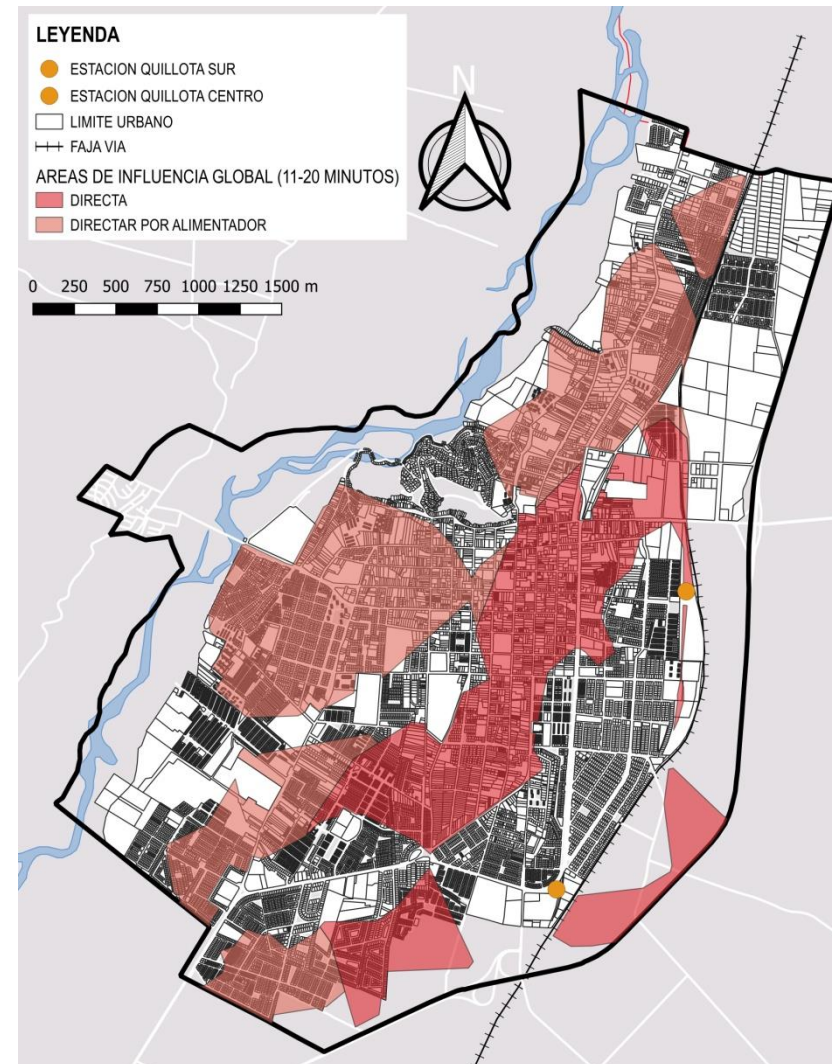 LEYENDA
ESTACION QUILLOTA SUR
ESTACION QUILLOTA CENTRO
LIMITE URBANO
FAJA VIA
AREAS DE INFLUENCIA GLOBAL (11-20 MINUTOS)
DIRECTA
DIRECTAR POR ALIMENTADOR
0 250 500 750 1000 1250 1500 m
N